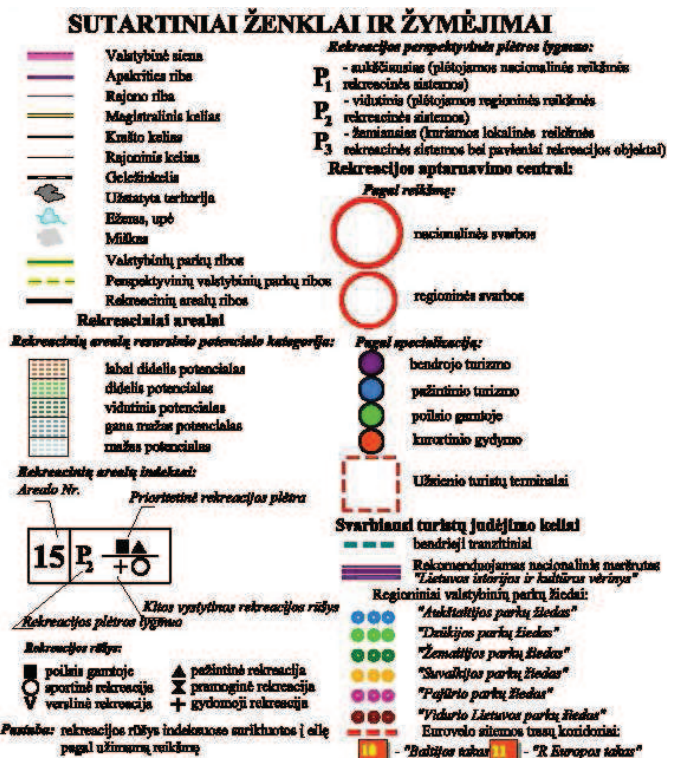 SUTARTINIAI ŽENKLAI IR ŽYMĖJIMAI
Valstybinė siena
Apskrities riba
Rajono riba
Magistralinis kelias
Krašto kelias
Rajoninis kelias
Geležinkelis
Užstatyta teritorija
Ežeras, upė
Miškas
Valstybinių parkų ribos
Perspektyvinių valstybinių parkų ribos
Rekreacinių arealų ribos
Rekreaciniai arealai
Rekreacinių arealų resursinio potencialo kategorija:
labai didelis potencialas
didelis potencialas
vidutinis potencialas
gana mažas potencialas
mažas potencialas
Rekreacinių arealų indeksai:
Arealo Nr.
Prioritetinė rekreacijos plėtra
15 P2
Kitos vystytinos rekreacijos rūšys
Rekreacijos plėtros lygmuo
Rekreacijos rūšys:
poilsis gamtoje
pažintinė rekreacija
sportinė rekreacija
pramoginė rekreacija
verslinė rekreacija
gydomoji rekreacija
Pastaba: rekreacijos rūšys indeksuose surikiuotos į eilę
pagal užimamą reikšmę
Rekreacijos perspektyvinės plėtros lygmuo:
P1 - aukščiausias (plėtojamos nacionalinės reikšmės
rekreacinės sistemos)
P2 - vidutinis (plėtojamos regioninės reikšmės
rekreacinės sistemos)
P3 - žemiausias (kuriamos lokalinės reikšmės
rekreacinės sistemos bei pavieniai rekreacijos objektai)
Rekreacijos aptarnavimo centrai:
Pagal reikšmę:
nacionalinės svarbos
regioninės svarbos
Pagal specializaciją:
bendrojo turizmo
pažintinio turizmo
poilsio gamtoje
kurortinio gydymo
Užsienio turistų terminalai
Svarbiausi turistų judėjimo keliai
bendrieji tranzitiniai
Rekomenduojamas nacionalinis maršrutas
"Lietuvos istorijos ir kultūros vėrinys"
Regioniniai valstybinių parkų žiedai:
"Aukštaitijos parkų žiedas"
"Dzūkijos parkų žiedas"
"Žemaitijos parkų žiedas"
"Suvalkijos parkų žiedas"
"Pajūrio parkų žiedas"
"Vidurio Lietuvos parkų žiedas"
Eurovelo sitemos trasų koridoriai:
10 - "Baltijos takas" 11 - "R Europos takas"